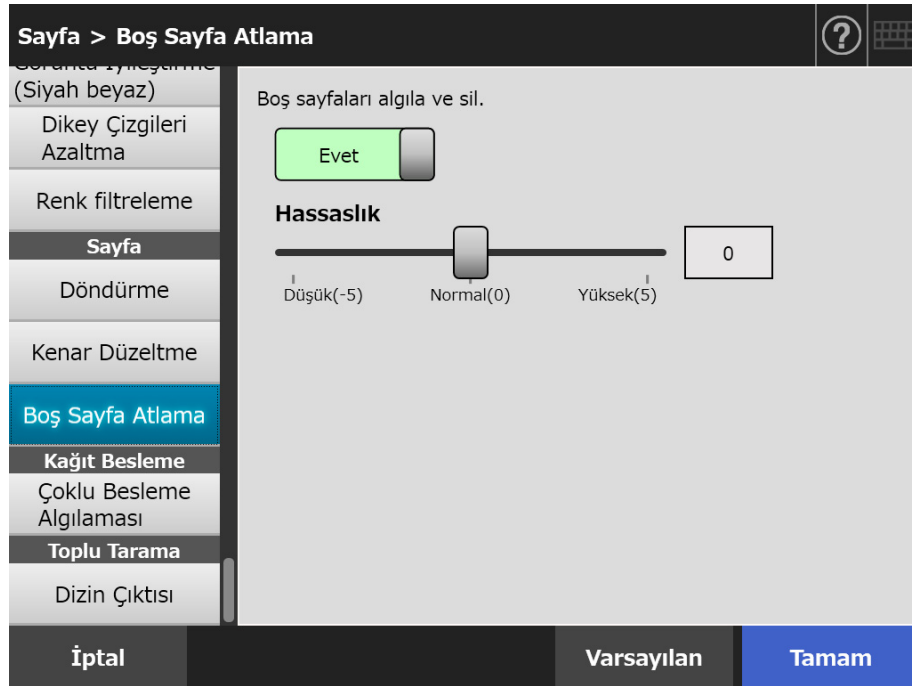 Sayfa > Boş Sayfa Atlama
?
(Siyah beyaz)
Dikey Çizgileri
Azaltma
Renk filtreleme
Sayfa
Döndürme
Kenar Düzeltme
Boş Sayfa Atlama
Kağıt Besleme
Çoklu Besleme
Algılaması
Toplu Tarama
Dizin Çıktısı
Boş sayfaları algıla ve sil.
Evet
Hassaslık
0
Düşük(-5) Normal(0) Yüksek(5)
İptal
Varsayılan
Tamam